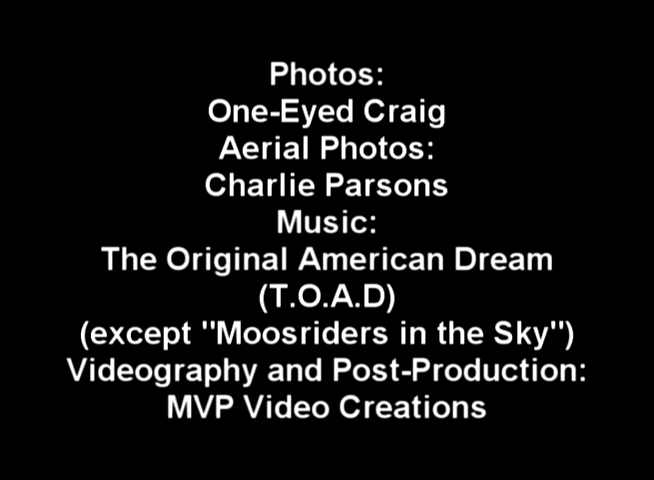 Photos:
One-Eyed Craig
Aerial Photos:
Charlie Parsons
Music:
The Original American Dream
(T.O.A.D)
(except "Moosriders in the Sky")
Videography and Post-Production:
MVP Video Creations